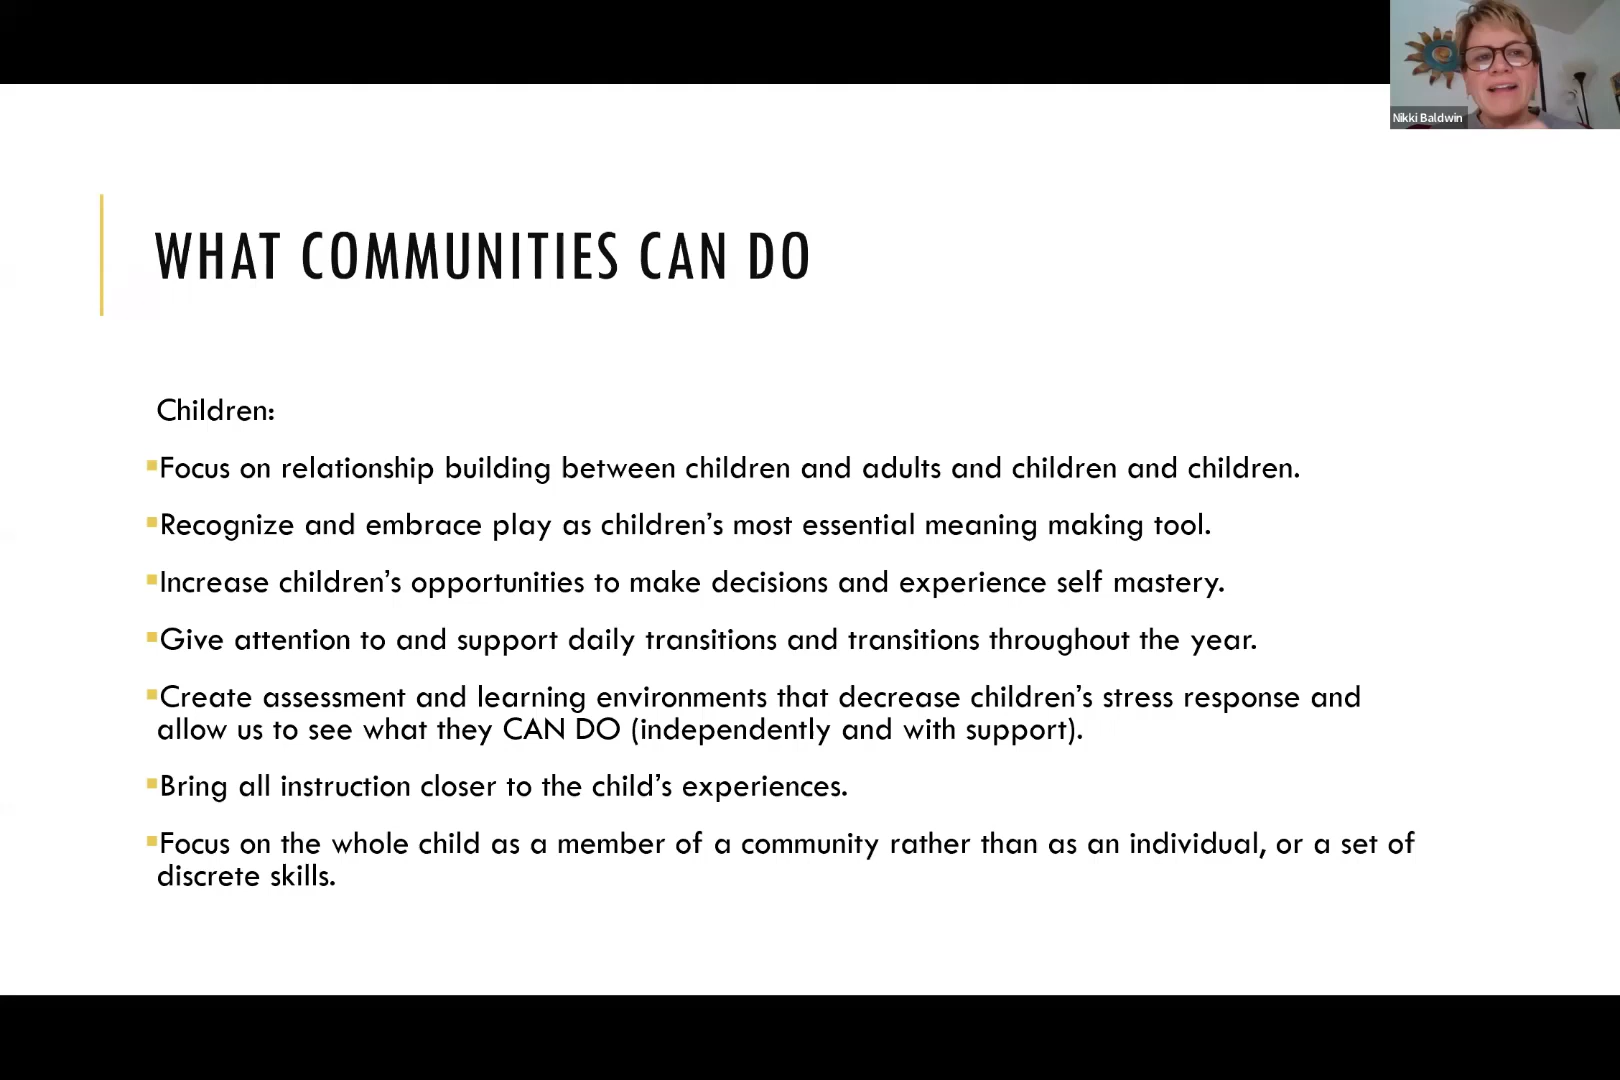 Nikki Baldwin
WHAT COMMUNITIES CAN DO
Children:
▪Focus on relationship building between children and adults and children and children.
▪Recognize and embrace play as children’s most essential meaning making tool.
▪Increase children’s opportunities to make decisions and experience self mastery.
▪Give attention to and support daily transitions and transitions throughout the year.
▪Create assessment and learning environments that decrease children’s stress response and
allow us to see what they CAN DO (independently and with support).
▪Bring all instruction closer to the child’s experiences.
▪Focus on the whole child as a member of a community rather than as an individual, or a set of
discrete skills.